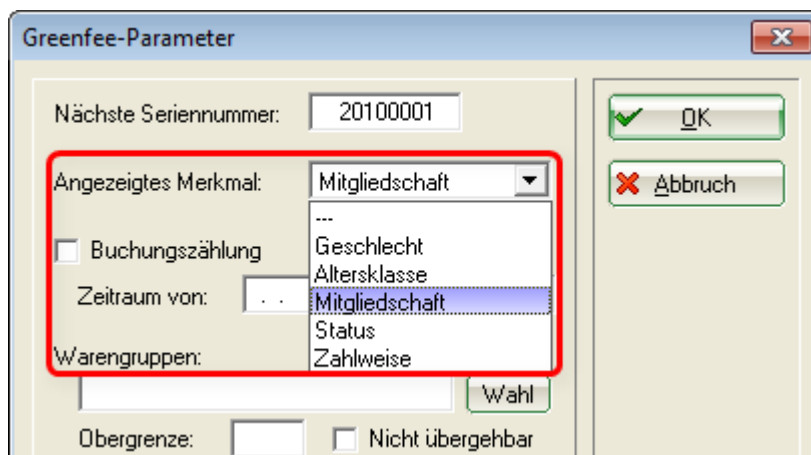 Greenfee-Parameter
Nächste Seriennummer: 20100001
OK
Angezeigtes Merkmal: Mitgliedschaft
Abbruch
---
Buchungszählung
Geschlecht
Altersklasse
Zeitraum von: . .
Mitgliedschaft
Status
Warengruppen:
Zahlweise
Wahl
Obergrenze:
Nicht übergehbar